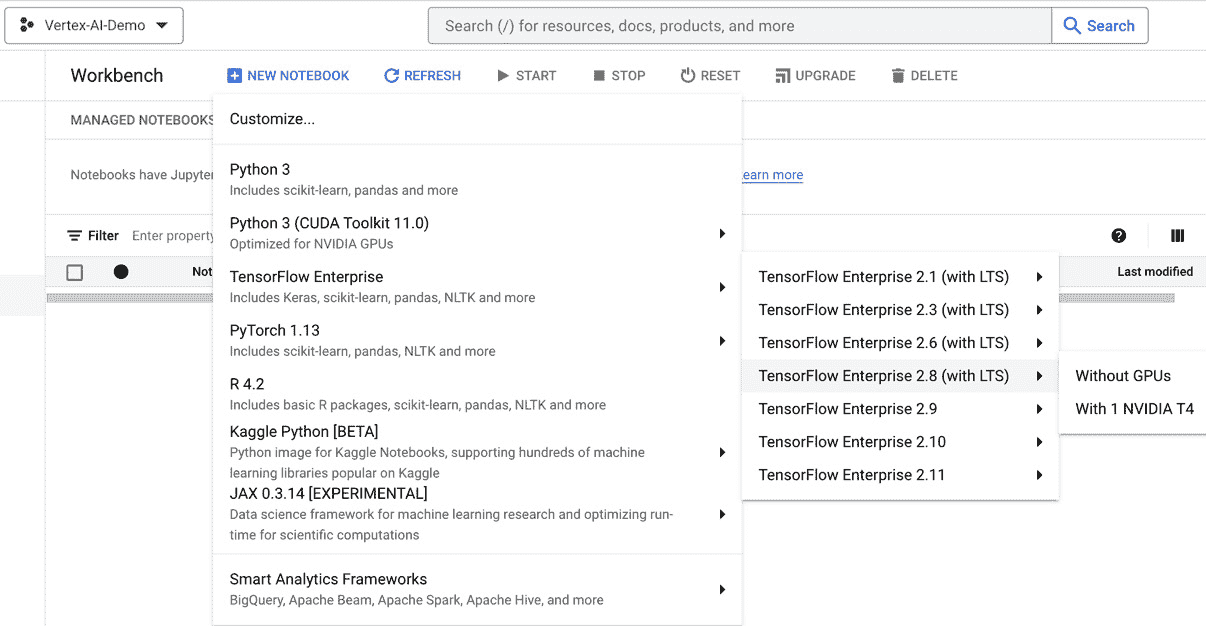 Vertex-AI-Demo
Search (/) for resources, docs, products, and more
Search
Workbench
NEW NOTEBOOK
REFRESH
START
STOP
RESET
UPGRADE
DELETE
MANAGED NOTEBOOKS
Customize...
Notebooks have Jupyter
earn more
Python 3
Includes scikit-learn, pandas and more
Python 3 (CUDA Toolkit 11.0)
Optimized for NVIDIA GPUs
Filter
Enter property
TensorFlow Enterprise
Includes Keras, scikit-learn, pandas, NLTK and more
Not
Last modified
PyTorch 1.13
Includes scikit-learn, pandas, NLTK and more
R 4.2
Includes basic R packages, scikit-learn, pandas, NLTK and more
Kaggle Python [BETA]
Python image for Kaggle Notebooks, supporting hundreds of machine
learning libraries popular on Kaggle
JAX 0.3.14 [EXPERIMENTAL]
Data science framework for machine learning research and optimizing run-
time for scientific computations
Smart Analytics Frameworks
BigQuery, Apache Beam, Apache Spark, Apache Hive, and more
TensorFlow Enterprise 2.1 (with LTS)
TensorFlow Enterprise 2.3 (with LTS)
TensorFlow Enterprise 2.6 (with LTS)
TensorFlow Enterprise 2.8 (with LTS)
TensorFlow Enterprise 2.9
TensorFlow Enterprise 2.10
TensorFlow Enterprise 2.11
Without GPUs
With 1 NVIDIA T4